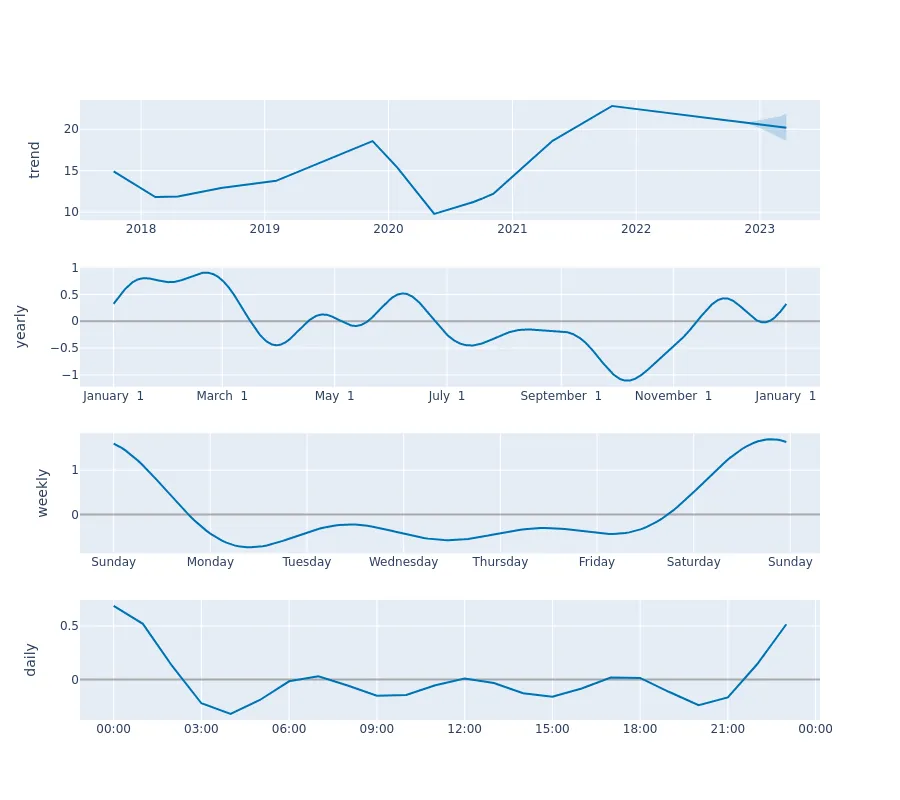 trend
20
15
10
2018 2019 2020 2021 2022 2023
yearly
1
0.5
0
−0.5
−1
January 1 March 1 May 1 July 1 September 1 November 1 January 1
weekly
1
0
Sunday Monday Tuesday Wednesday Thursday Friday Saturday Sunday
daily
0.5
0
00:00 03:00 06:00 09:00 12:00 15:00 18:00 21:00 00:00